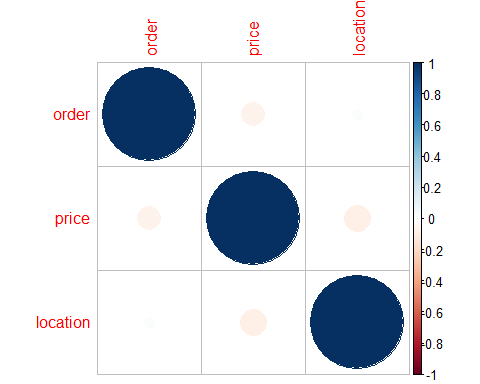 order
price
location
order
price
location
1
0.8
0.6
0.4
0.2
0
-0.2
-0.4
-0.6
-0.8
-1